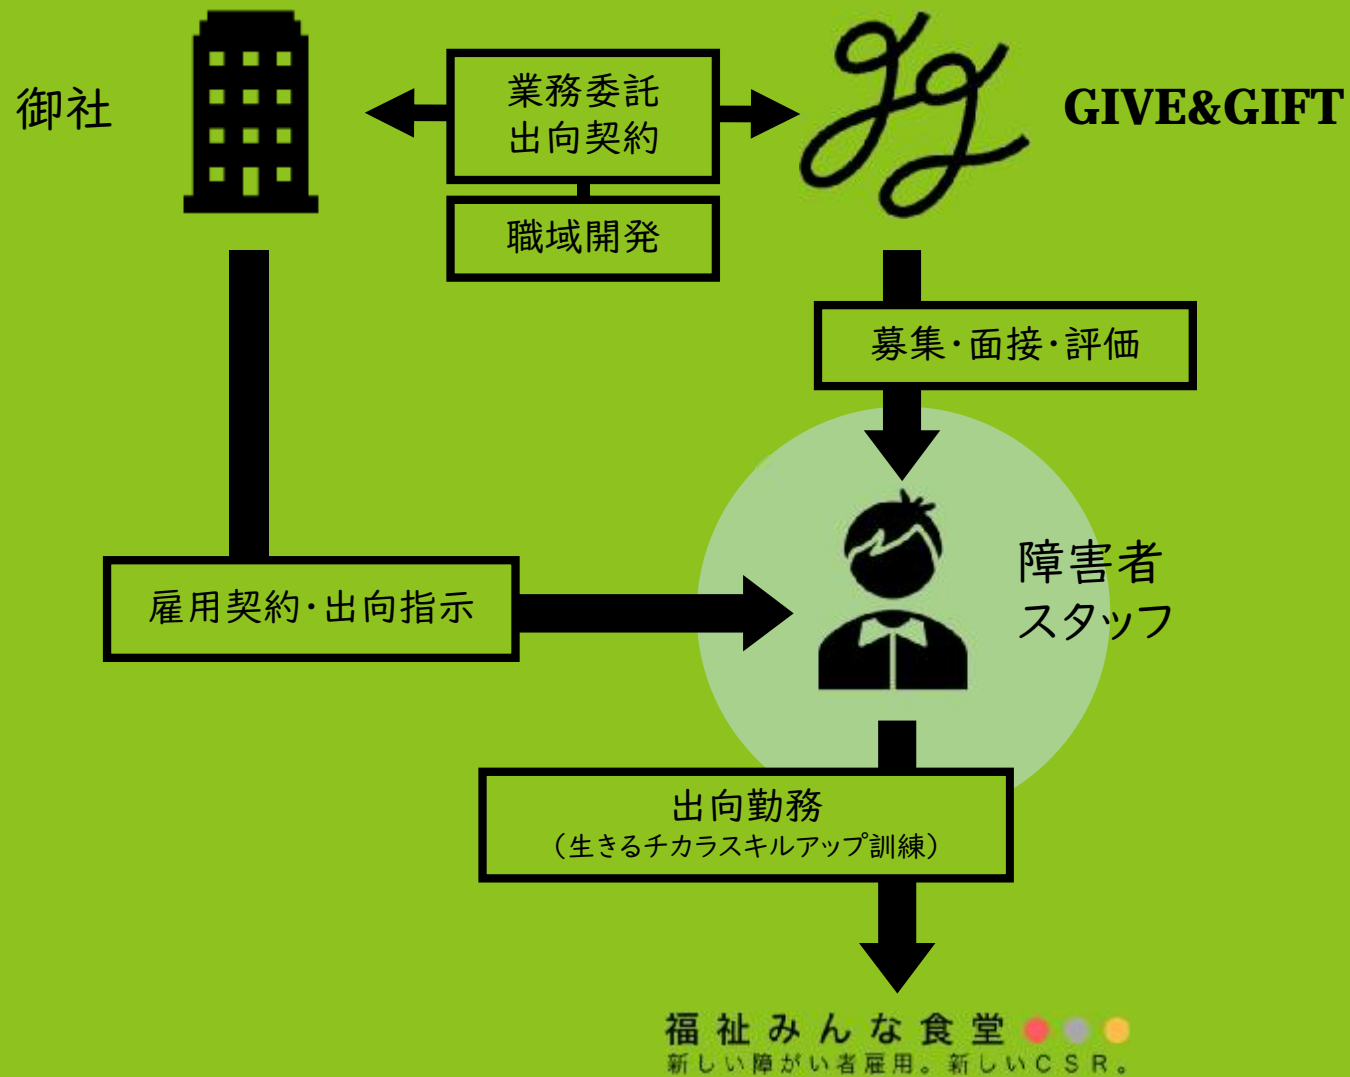 御社
業務委託
出向契約
職域開発
gg
GIVE&GIFT
募集・面接・評価
雇用契約・出向指示
障害者
スタッフ
出向勤務
（生きるチカラスキルアップ訓練）
福祉みんな食堂
新しい障がい者雇用。新しいCSR。